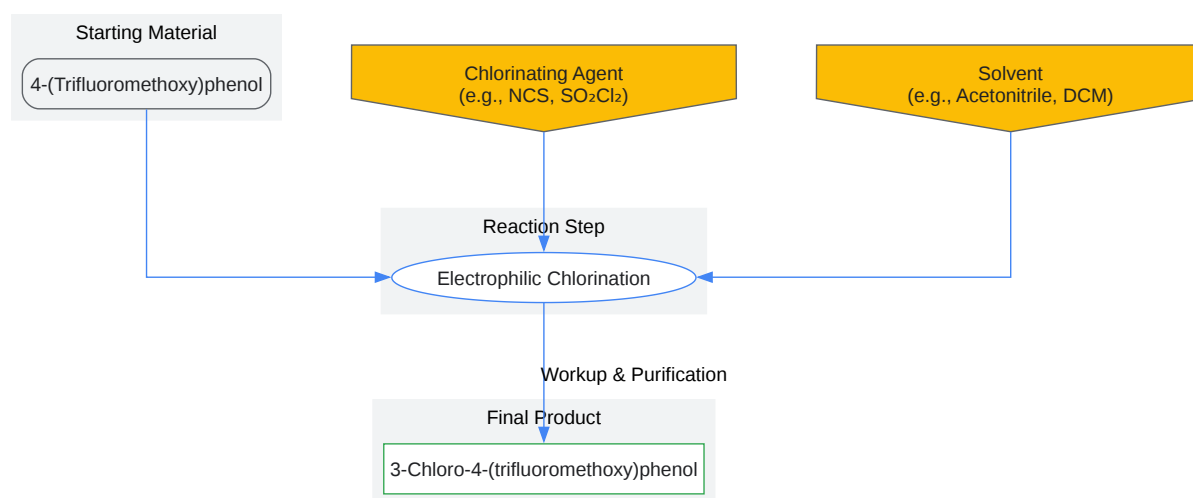 Starting Material
4-(Trifluoromethoxy)phenol
Chlorinating Agent
(e.g., NCS, SO₂Cl₂)
Solvent
(e.g., Acetonitrile, DCM)
Reaction Step
Electrophilic Chlorination
Workup & Purification
Final Product
3-Chloro-4-(trifluoromethoxy)phenol